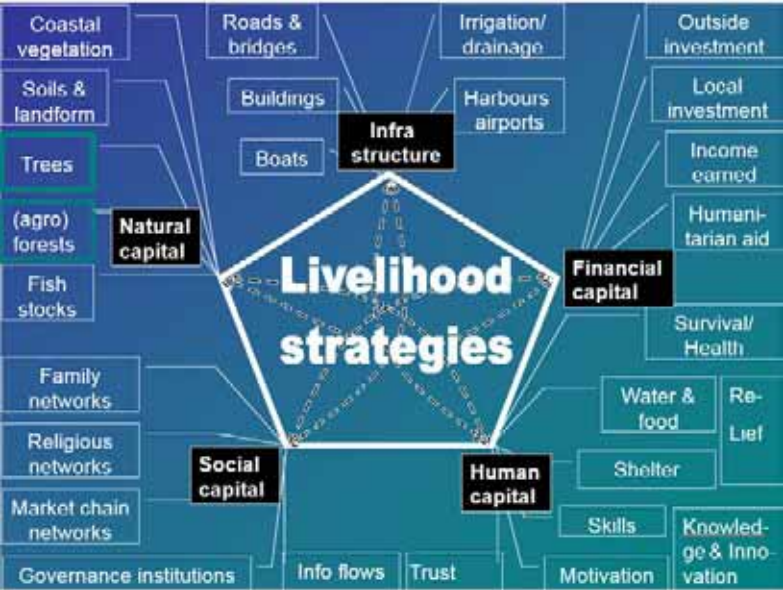 Coastal
vegetation
Roads &
bridges
Irrigation/
drainage
Outside
investment
Soils &
landform
Buildings
Harbours
airports
Local
investment
Infra
structure
Trees
Boats
Income
earned
(agro)
forests
Natural
capital
Humani-
tarian aid
Fish
stocks
Livelihood
strategies
Financial
capital
Survival/
Health
Family
networks
Water &
food
Re-
Lief
Religious
networks
Social
capital
Human
capital
Shelter
Market chain
networks
Skills
Knowled-
ge & Inno-
vation
Governance institutions
Info flows
Trust
Motivation